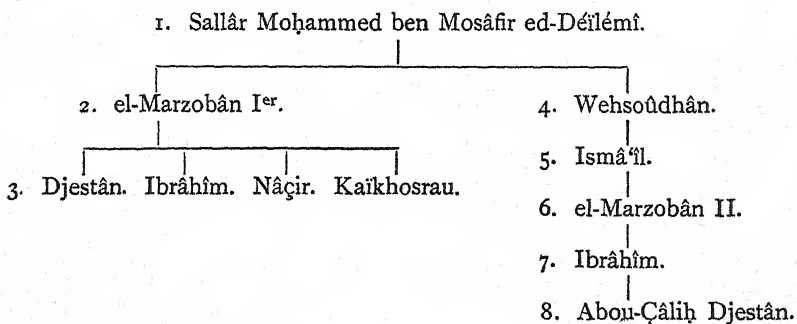 1. Sallâr Moḥammed ben Mosâfir ed-Déïlémî.
2. el-Marzobân Iᵉʳ.
4. Wehsoûdhân.
5. Ismâʿîl.
3. Djestân. Ibrâhîm. Nâçir. Kaïkhosrau.
6. el-Marzobân II.
7. Ibrâhîm.
8. Abou-Çâliḥ Djestân.